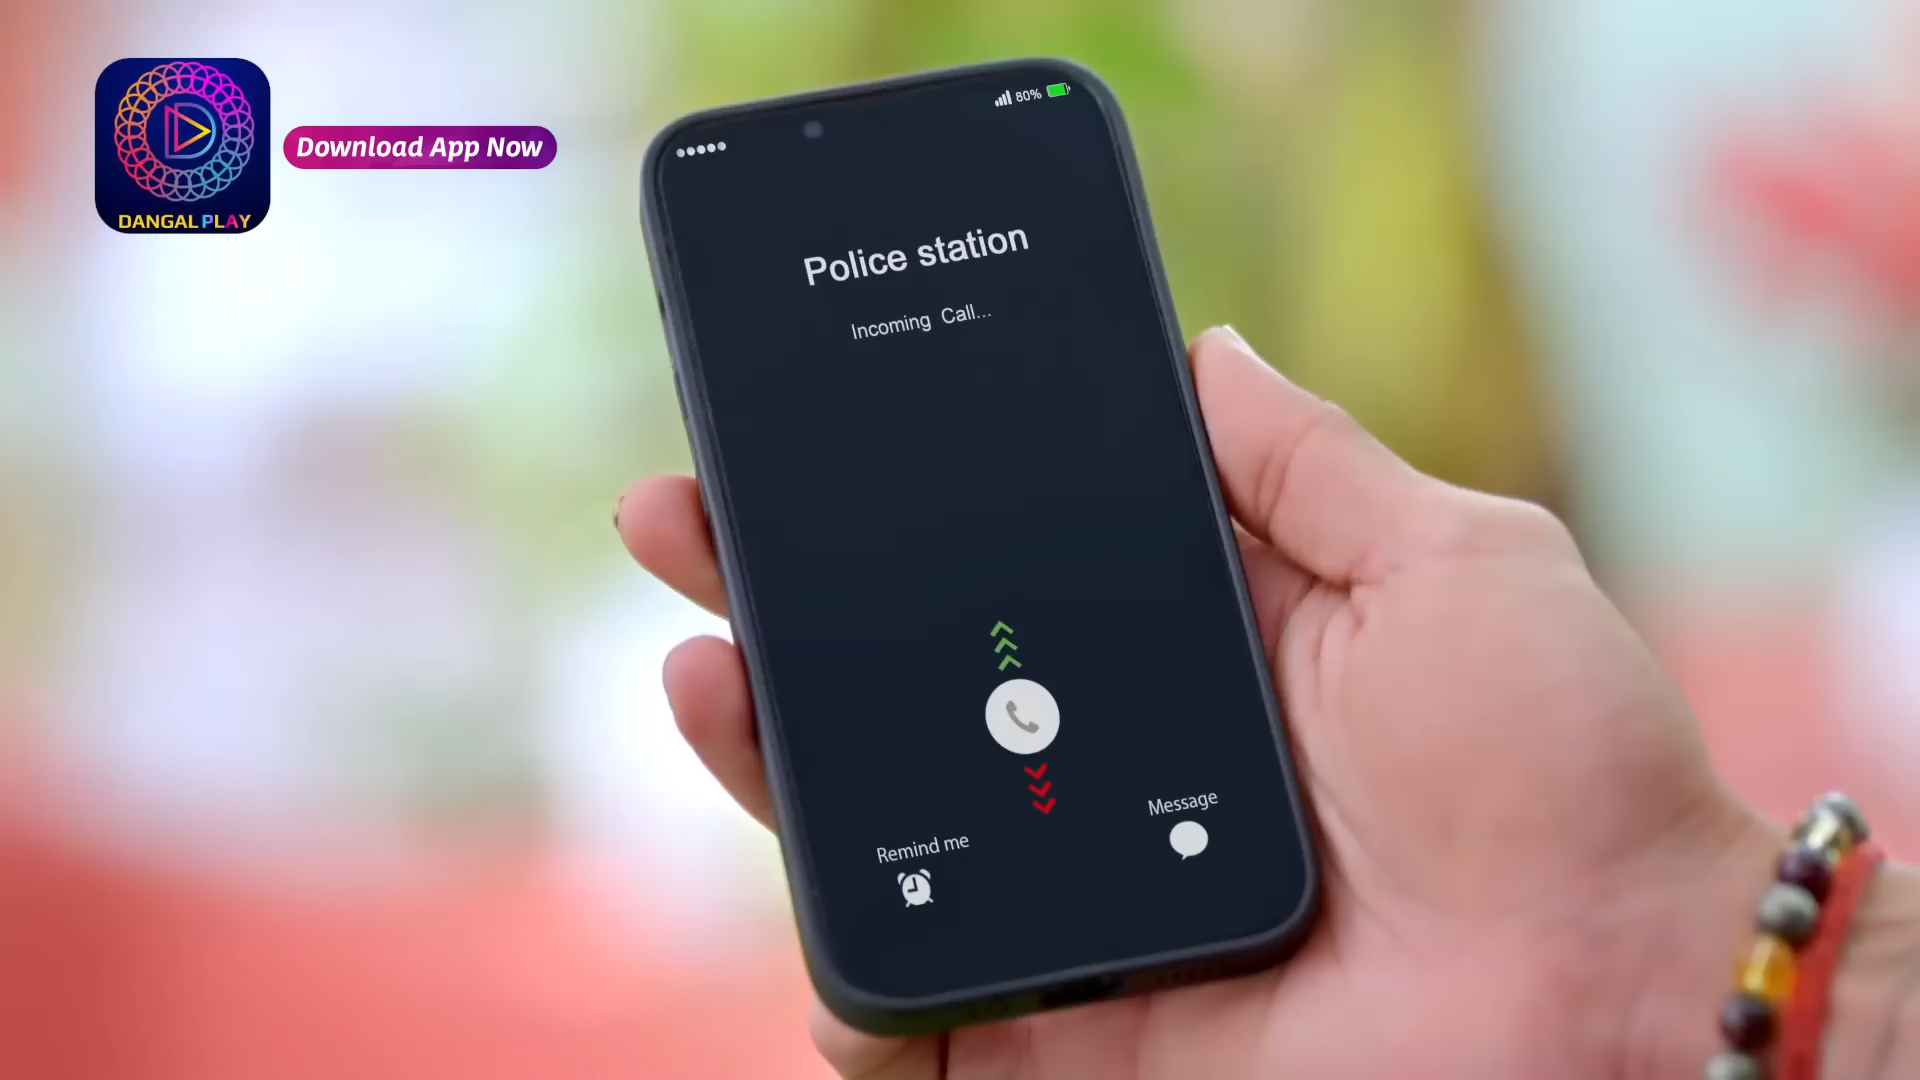 DANGAL PLAY
Download App Now
80%
Police station
Incoming Call...
Remind me
Message